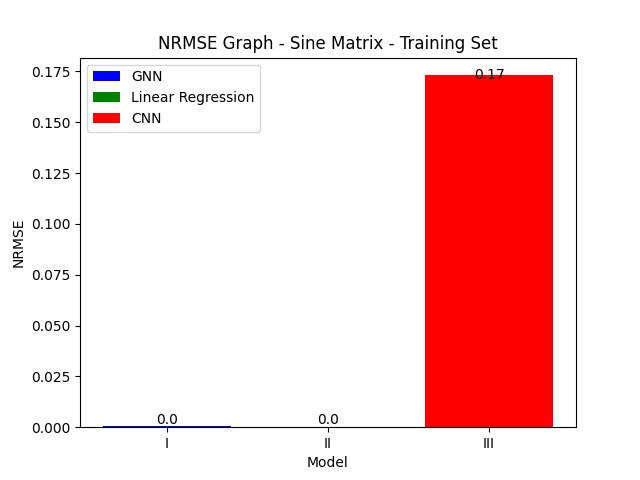 NRMSE Graph - Sine Matrix - Training Set
GNN
Linear Regression
CNN
0.175
0.150
0.125
0.100
0.075
0.050
0.025
0.000
NRMSE
0.0
0.0
0.17
I
II
III
Model